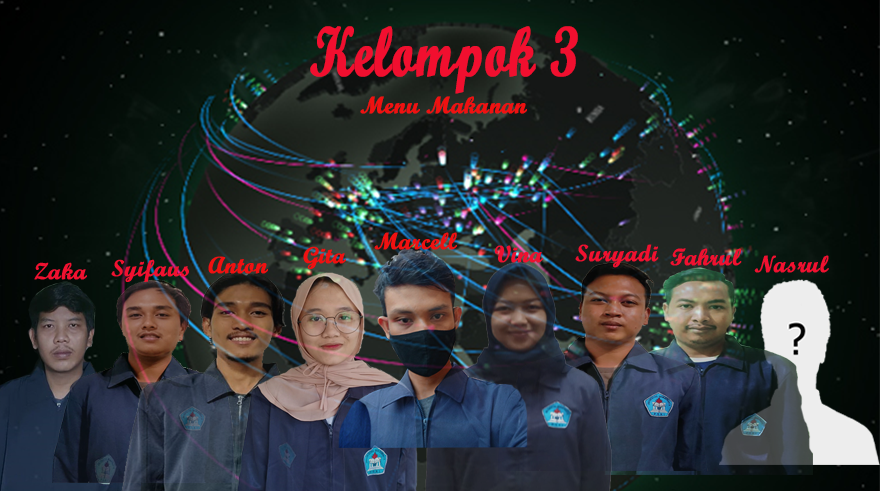 Kelompok 3
Menu Makanan
Zaka
Syifaus
Anton
Gita
Marcell
Vina
Suryadi
Fahrul
Nasrul
?